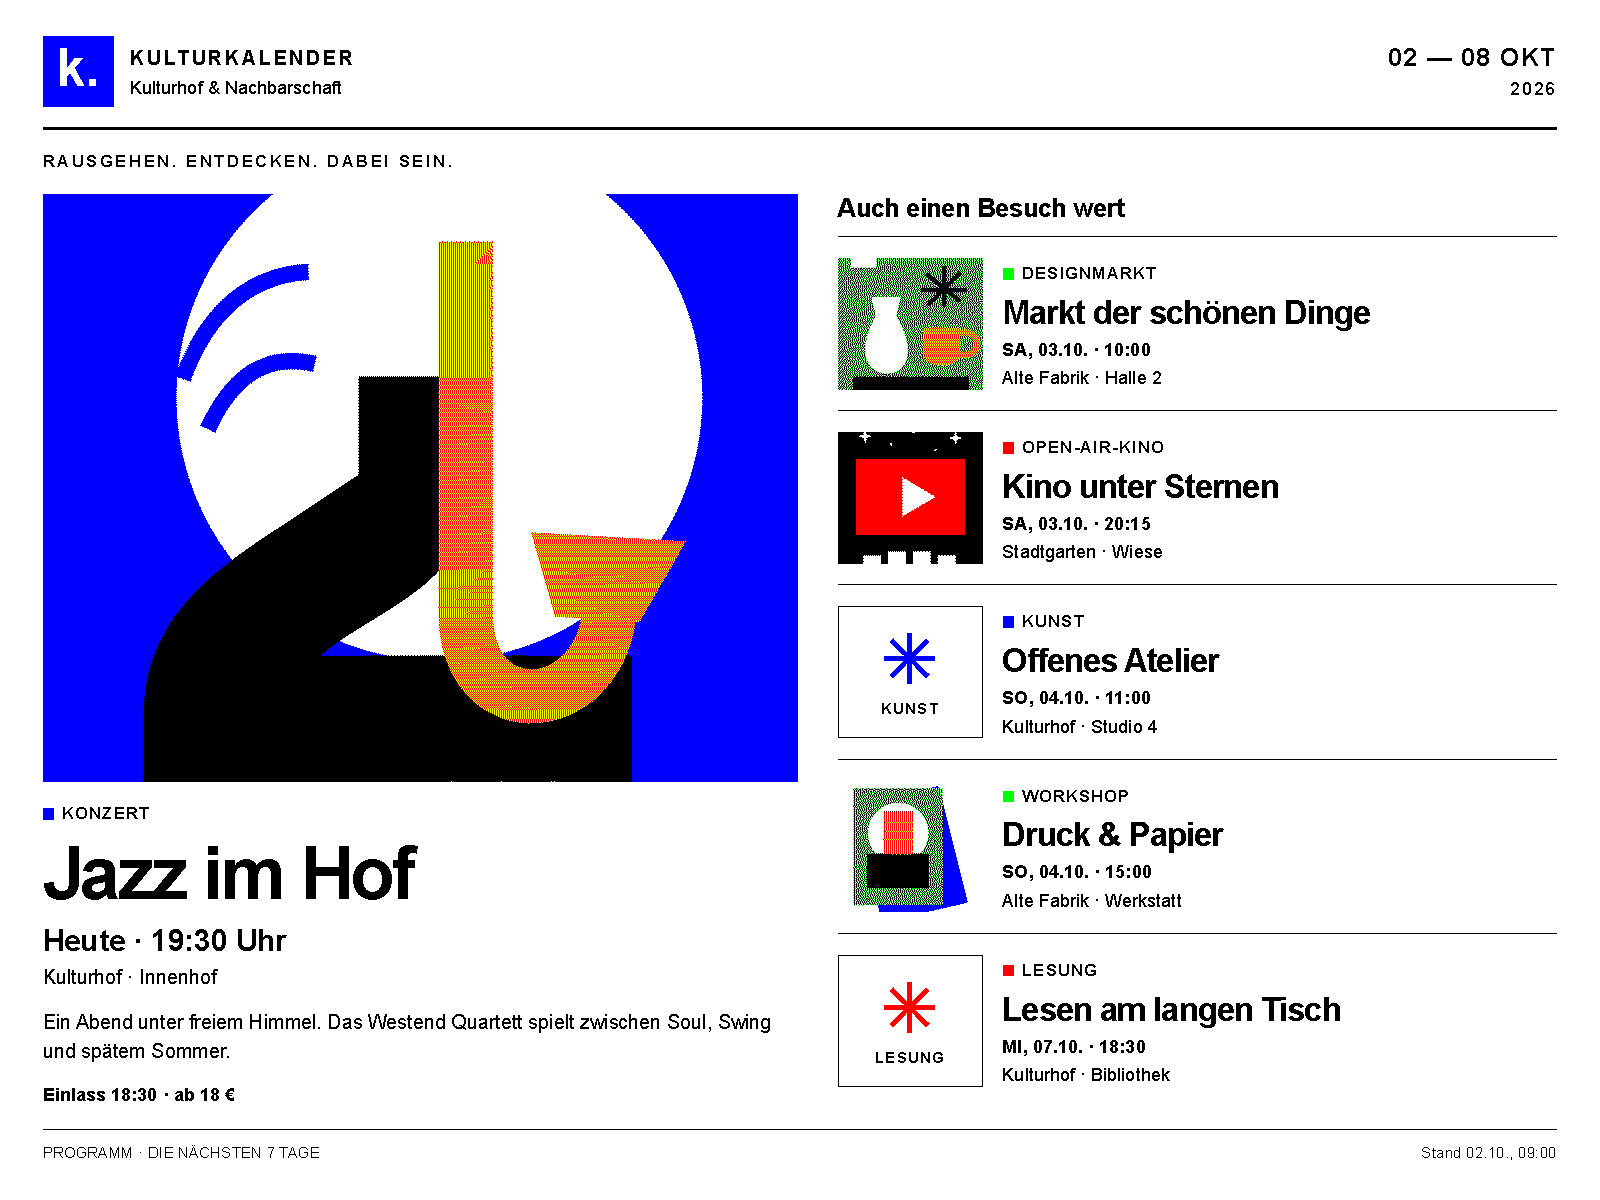 k.
KULTURKALENDER
Kulturhof & Nachbarschaft
02 — 08 OKT
2026
RAUSGEHEN. ENTDECKEN. DABEI SEIN.
KONZERT
Jazz im Hof
Heute · 19:30 Uhr
Kulturhof · Innenhof
Ein Abend unter freiem Himmel. Das Westend Quartett spielt zwischen Soul, Swing
und spätem Sommer.
Einlass 18:30 · ab 18 €
Auch einen Besuch wert
DESIGNMARKT
Markt der schönen Dinge
SA, 03.10. · 10:00
Alte Fabrik · Halle 2
OPEN-AIR-KINO
Kino unter Sternen
SA, 03.10. · 20:15
Stadtgarten · Wiese
KUNST
KUNST
Offenes Atelier
SO, 04.10. · 11:00
Kulturhof · Studio 4
WORKSHOP
Druck & Papier
SO, 04.10. · 15:00
Alte Fabrik · Werkstatt
LESUNG
LESUNG
Lesen am langen Tisch
MI, 07.10. · 18:30
Kulturhof · Bibliothek
PROGRAMM · DIE NÄCHSTEN 7 TAGE
Stand 02.10., 09:00